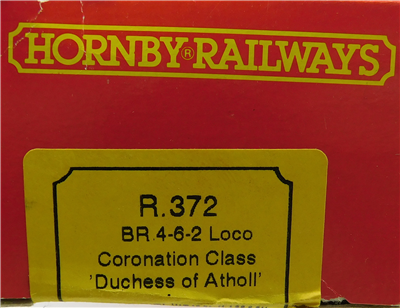 HORNBY® RAILWAYS
R.372
BR 4-6-2 Loco
Coronation Class
'Duchess of Atholl'